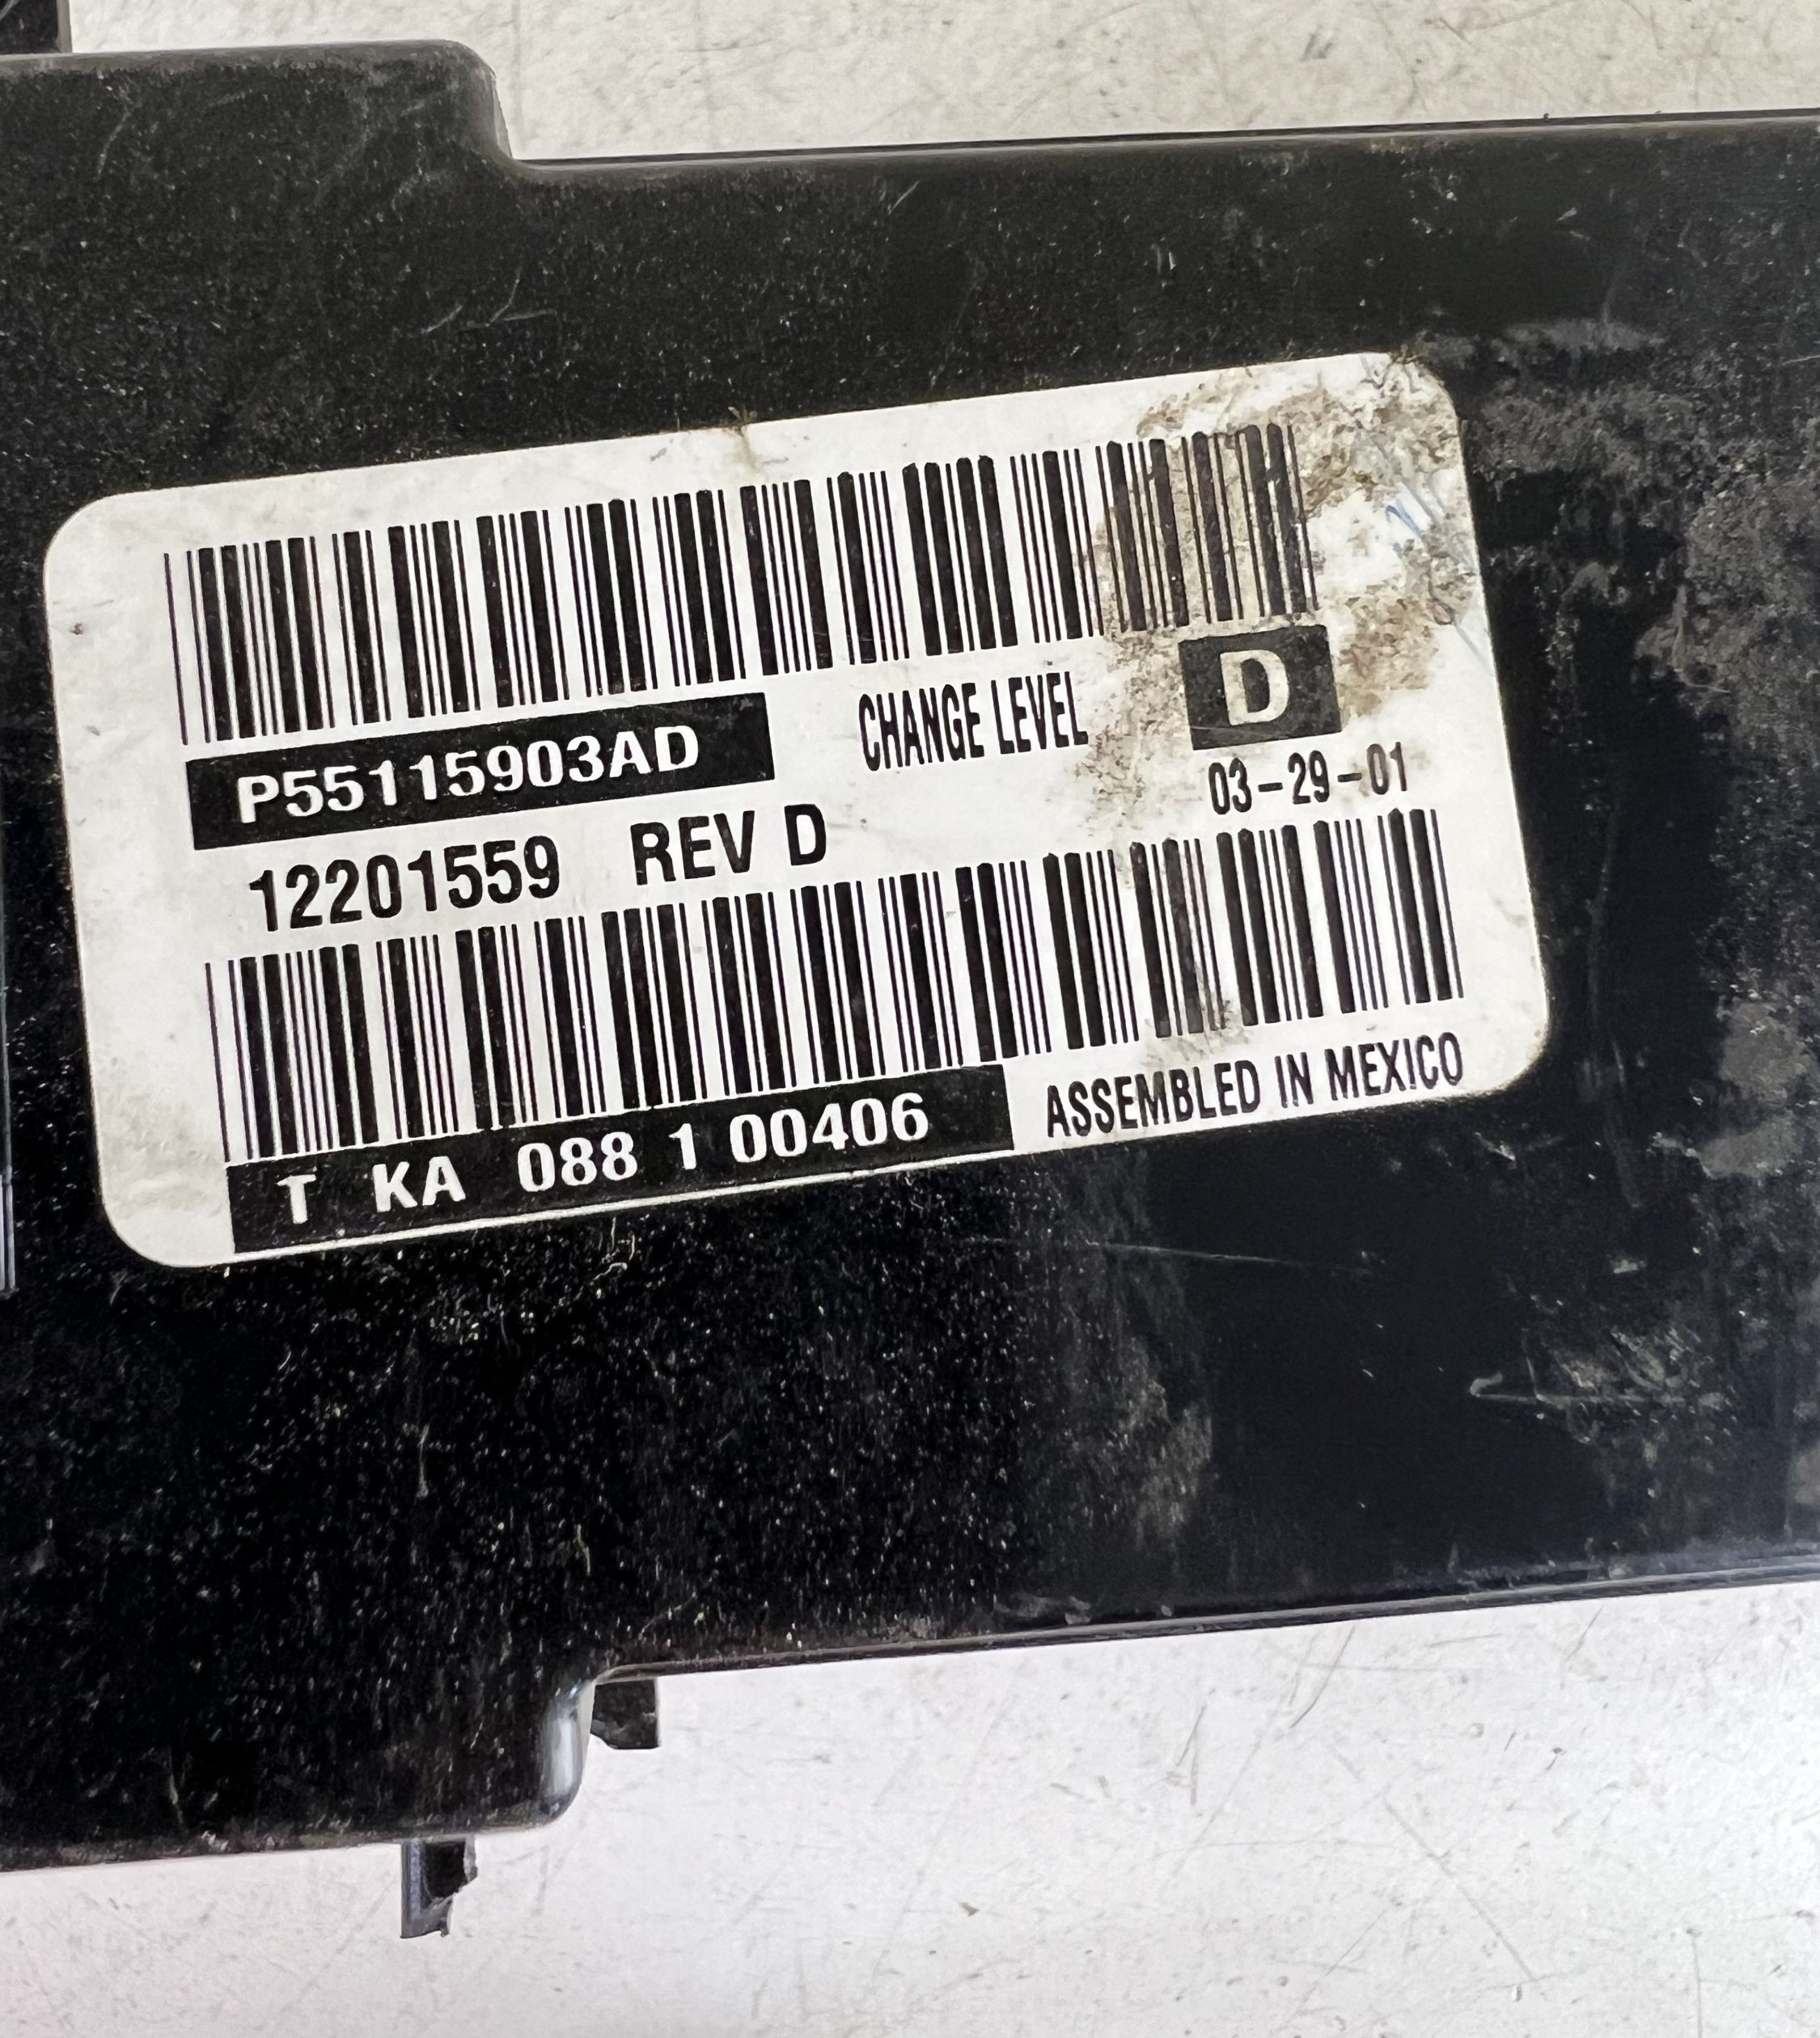 P55115903AD CHANGE LEVEL D
03-29-01
12201559 REV D
T KA 088 1 00406 ASSEMBLED IN MEXICO